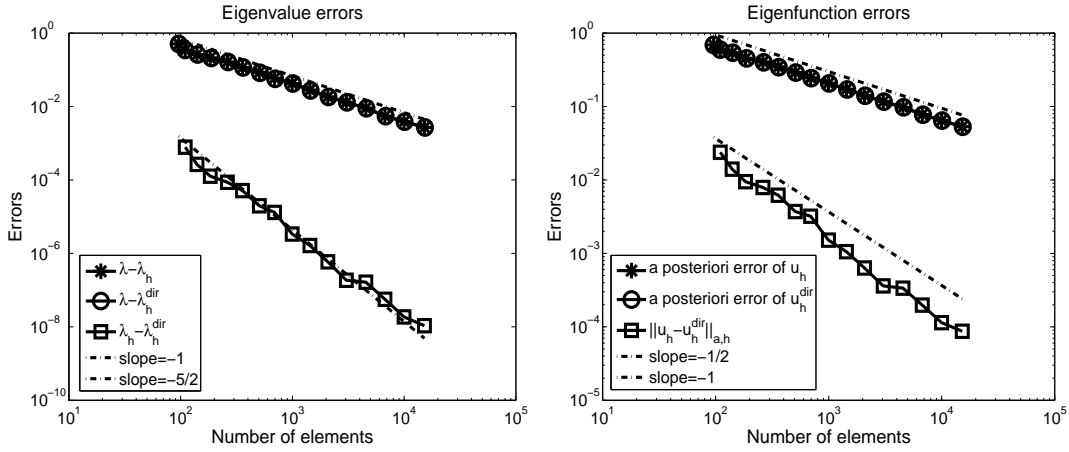 Eigenvalue errors
10^0
10^−2
10^−4
10^−6
10^−8
10^−10
Errors
λ−λ_h
λ−λ_h^dir
λ_h−λ_h^dir
slope=−1
slope=−5/2
10^1 10^2 10^3 10^4 10^5
Number of elements
Eigenfunction errors
10^0
10^−1
10^−2
10^−3
10^−4
10^−5
Errors
a posteriori error of u_h
a posteriori error of u_h^dir
||u_h−u_h^dir||_a,h
slope=−1/2
slope=−1
10^1 10^2 10^3 10^4 10^5
Number of elements